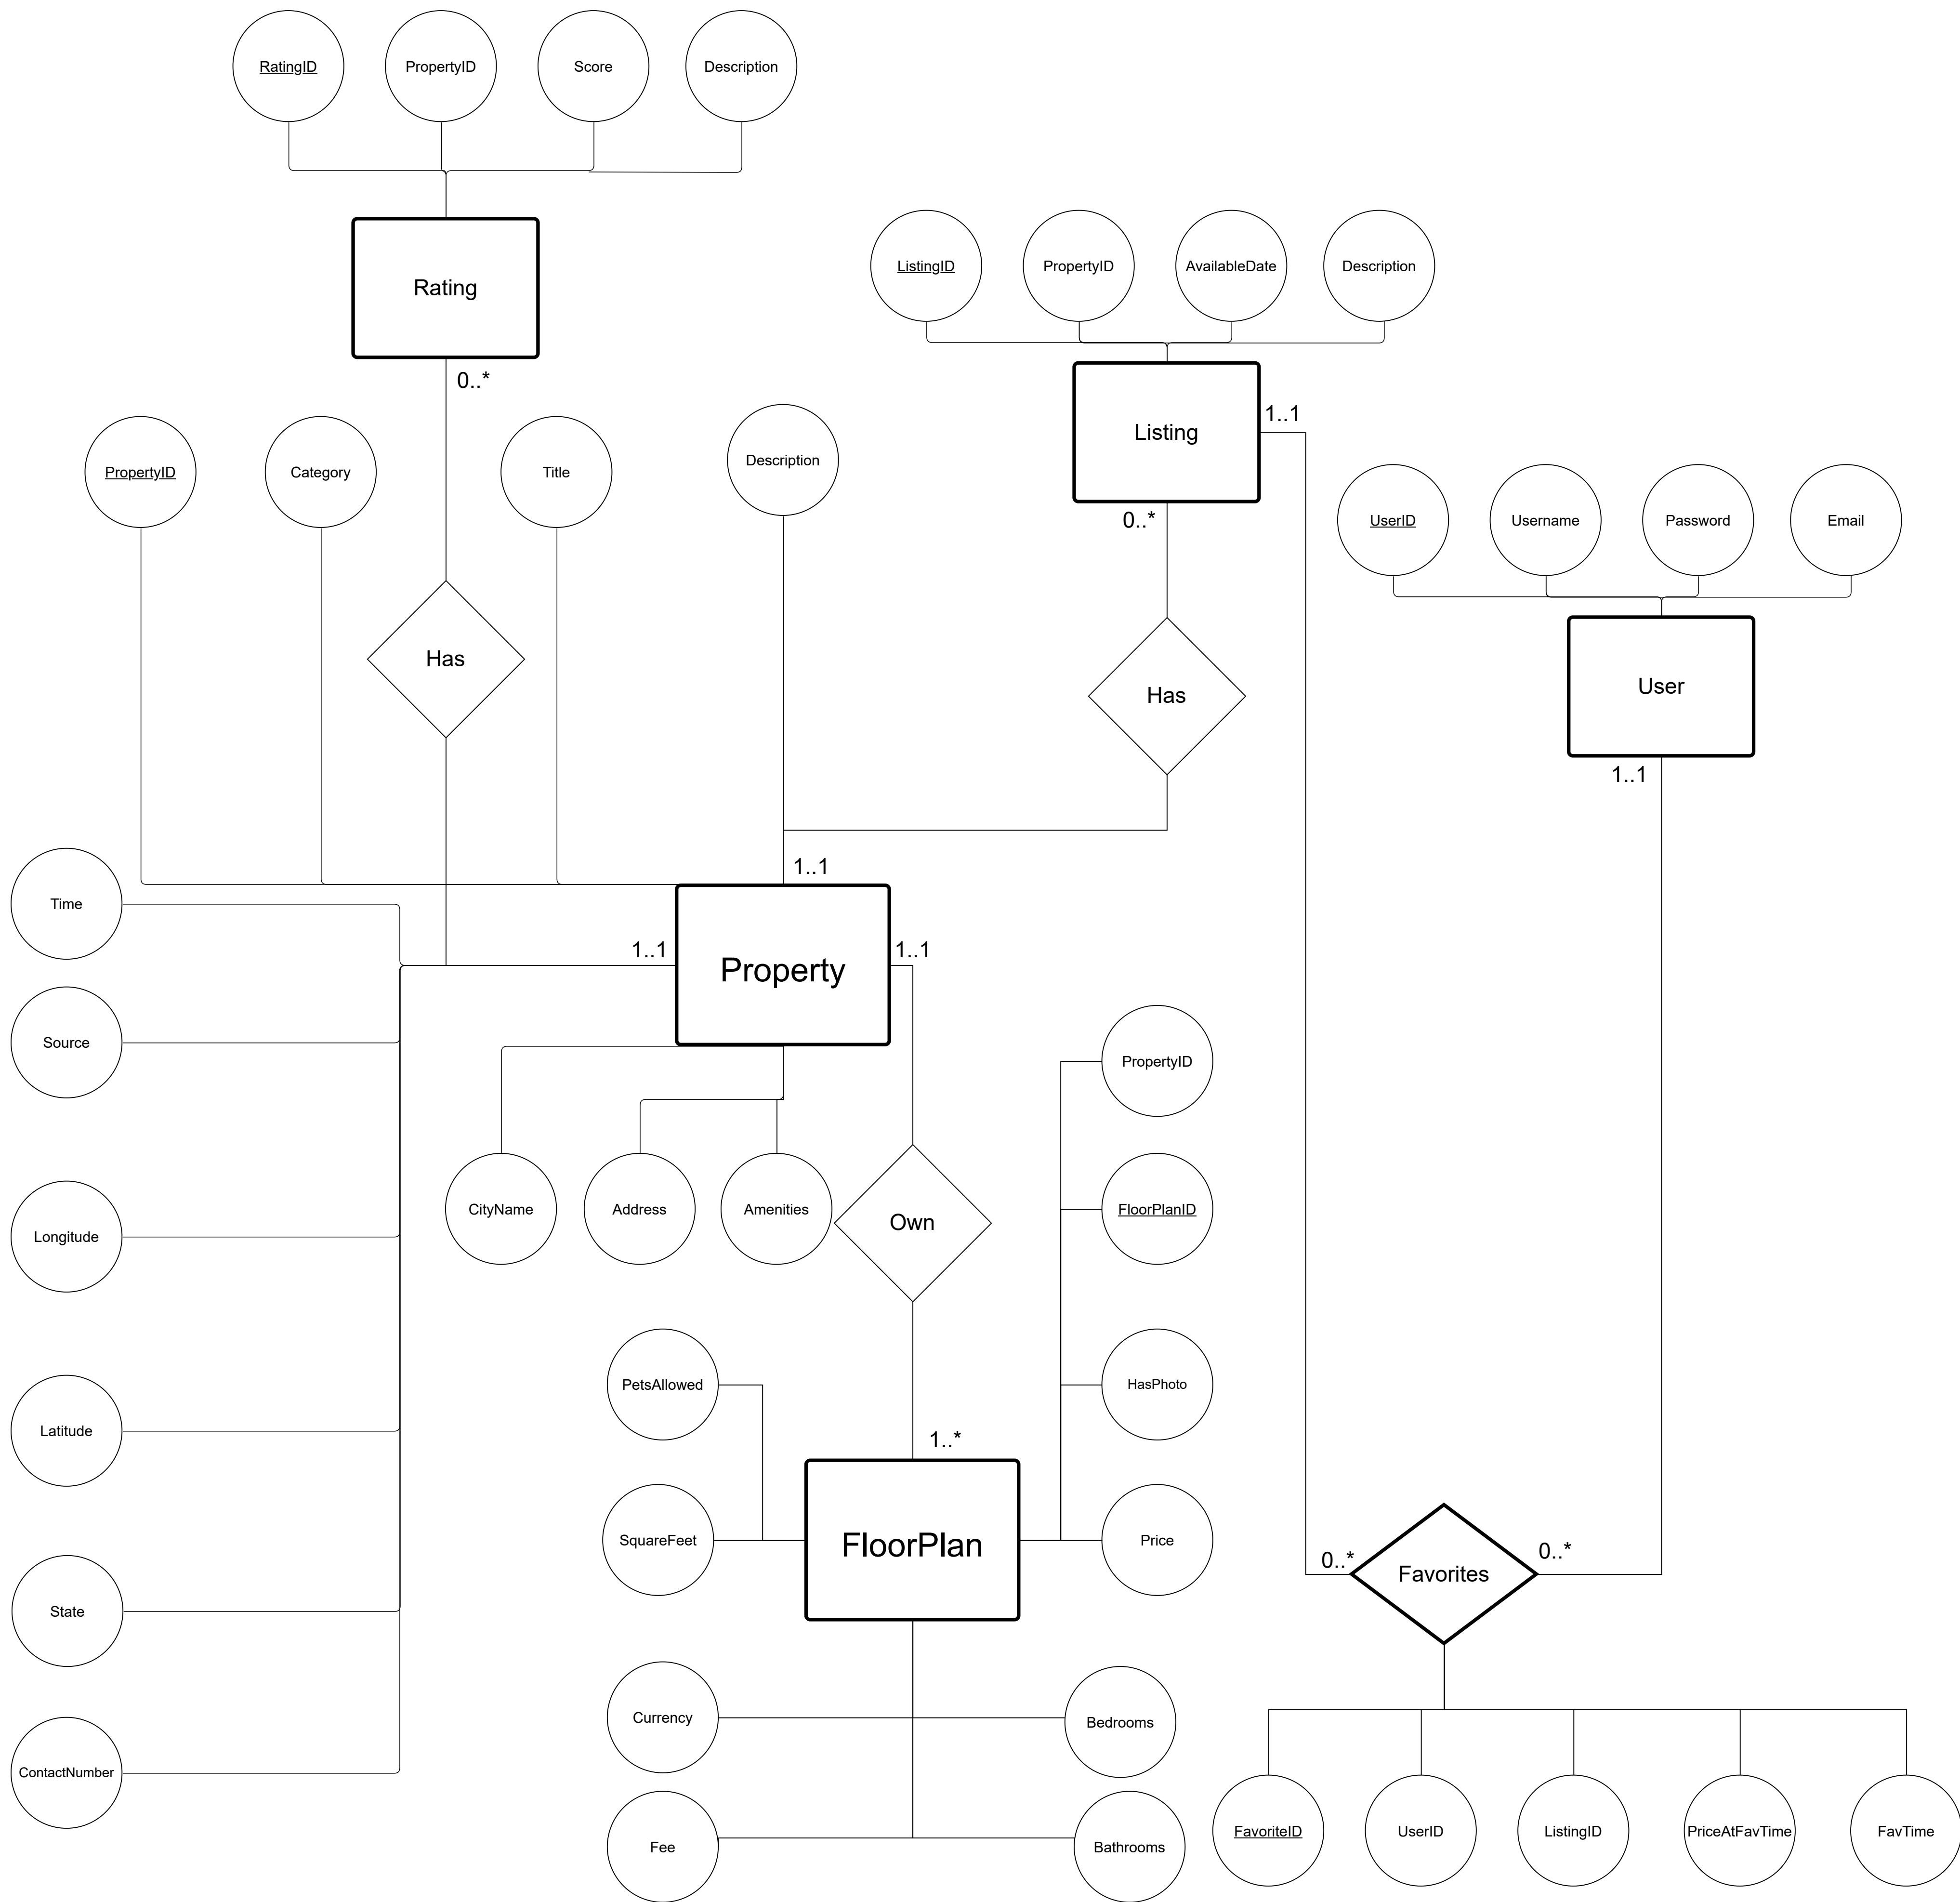 RatingID
PropertyID
Score
Description
Rating
0..*
ListingID
PropertyID
AvailableDate
Description
Listing
1..1
0..*
PropertyID
Category
Title
Description
UserID
Username
Password
Email
Has
Has
User
1..1
1..1
Time
1..1
1..1
Property
Source
PropertyID
CityName
Address
Amenities
Own
FloorPlanID
Longitude
PetsAllowed
HasPhoto
Latitude
1..*
SquareFeet
FloorPlan
Price
0..*
0..*
Favorites
State
Currency
Bedrooms
ContactNumber
Fee
Bathrooms
FavoriteID
UserID
ListingID
PriceAtFavTime
FavTime